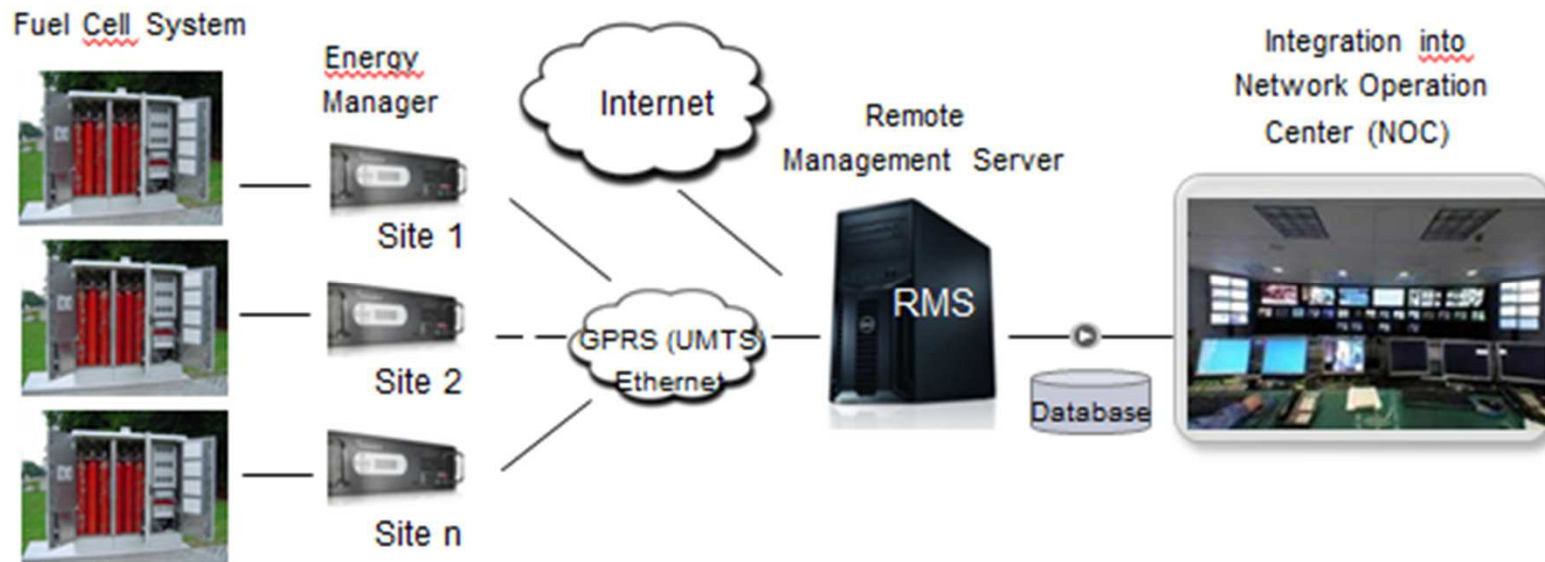 Fuel Cell System
Energy
Manager
Internet
Remote
Management Server
Integration into
Network Operation
Center (NOC)
Site 1
RMS
GPRS (UMTS)
Ethernet
Site 2
Database
Site n